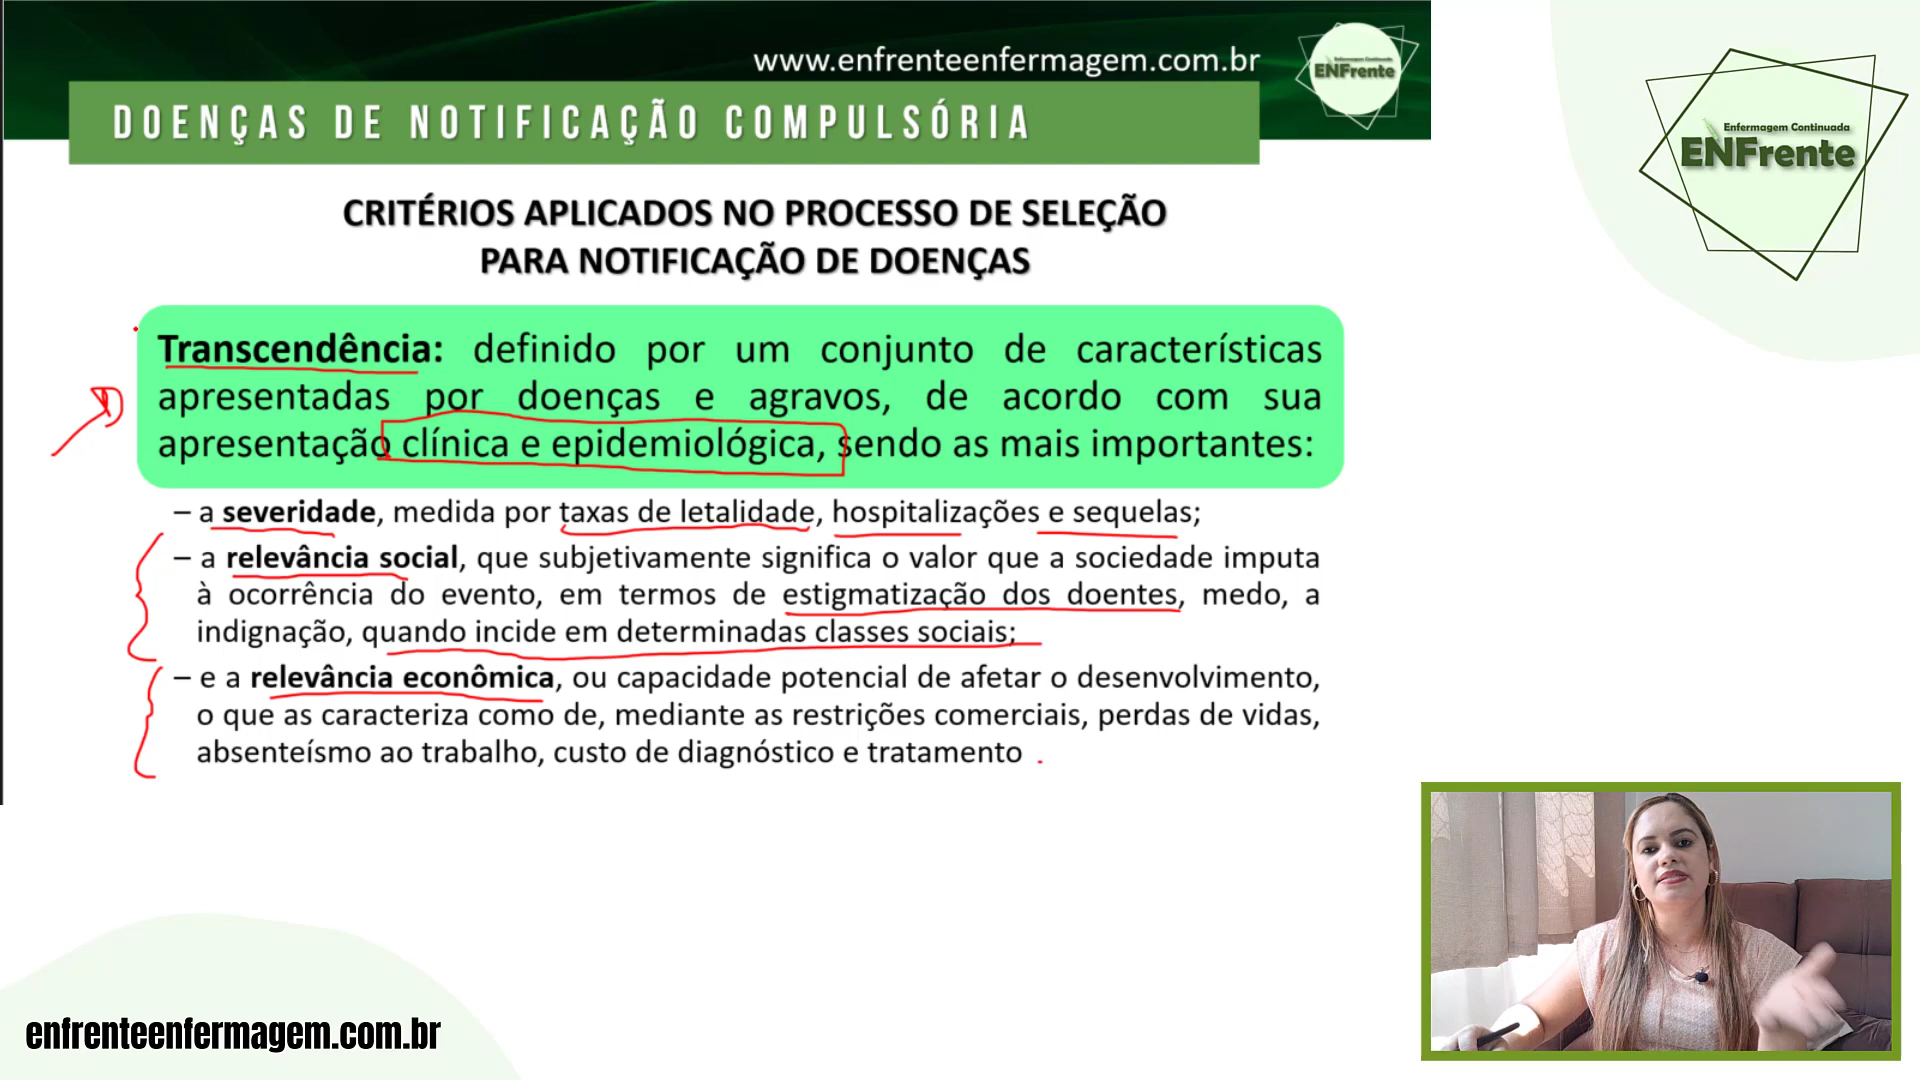 www.enfrenteenfermagem.com.br
Enfermagem Continuada
ENFrente
DOENÇAS DE NOTIFICAÇÃO COMPULSÓRIA
Enfermagem Continuada
ENFrente
CRITÉRIOS APLICADOS NO PROCESSO DE SELEÇÃO
PARA NOTIFICAÇÃO DE DOENÇAS
Transcendência: definido por um conjunto de características
apresentadas por doenças e agravos, de acordo com sua
apresentação clínica e epidemiológica, sendo as mais importantes:
– a severidade, medida por taxas de letalidade, hospitalizações e sequelas;
– a relevância social, que subjetivamente significa o valor que a sociedade imputa
à ocorrência do evento, em termos de estigmatização dos doentes, medo, a
indignação, quando incide em determinadas classes sociais;
– e a relevância econômica, ou capacidade potencial de afetar o desenvolvimento,
o que as caracteriza como de, mediante as restrições comerciais, perdas de vidas,
absenteísmo ao trabalho, custo de diagnóstico e tratamento .
enfrenteenfermagem.com.br